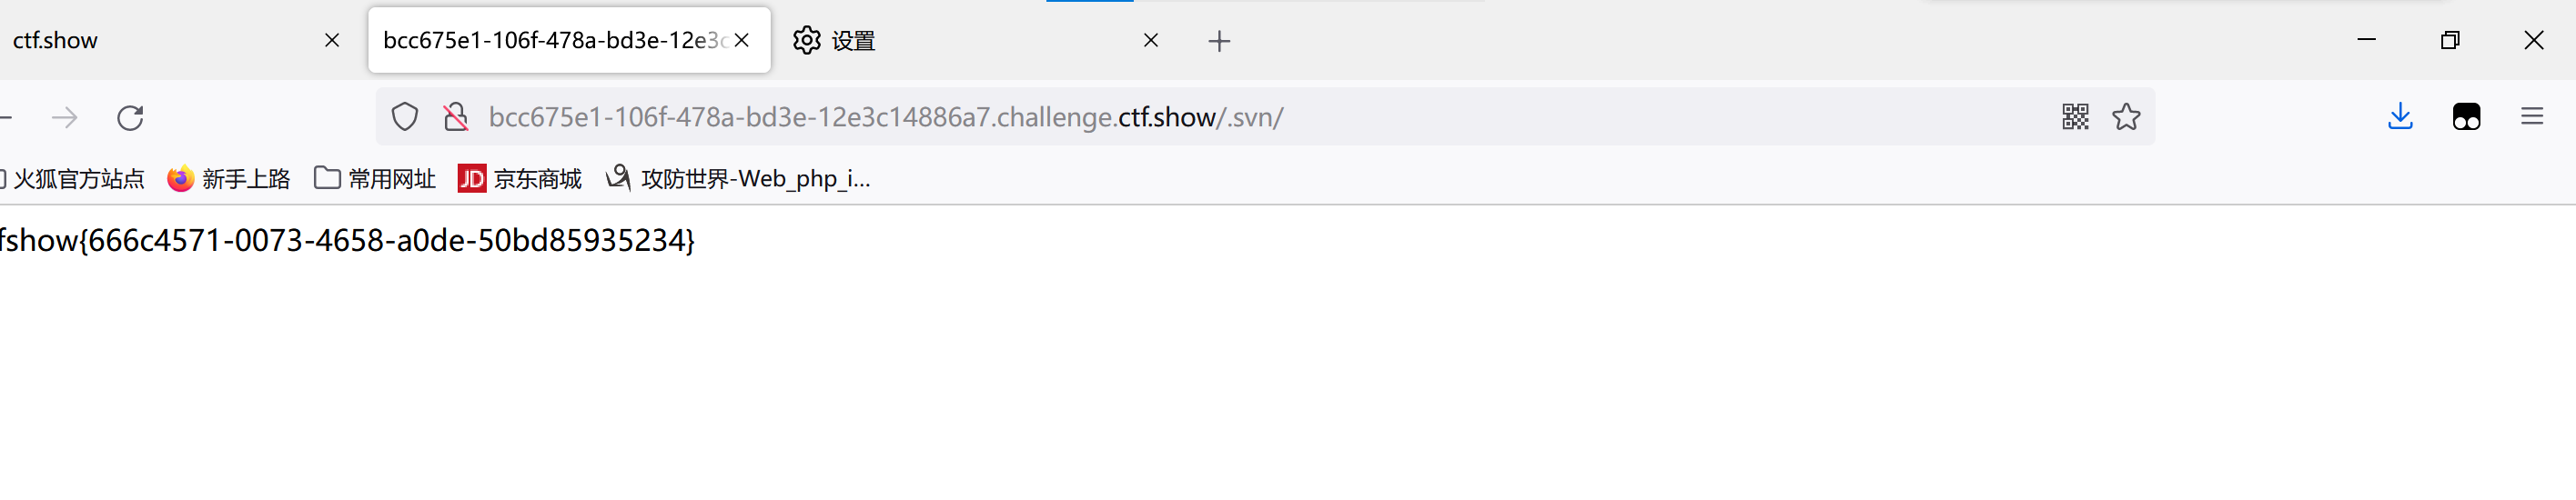 ctf.show
bcc675e1-106f-478a-bd3e-12e3c
设置
bcc675e1-106f-478a-bd3e-12e3c14886a7.challenge.ctf.show/.svn/
火狐官方站点 新手上路 常用网址 JD 京东商城 攻防世界-Web_php_i...
fshow{666c4571-0073-4658-a0de-50bd85935234}